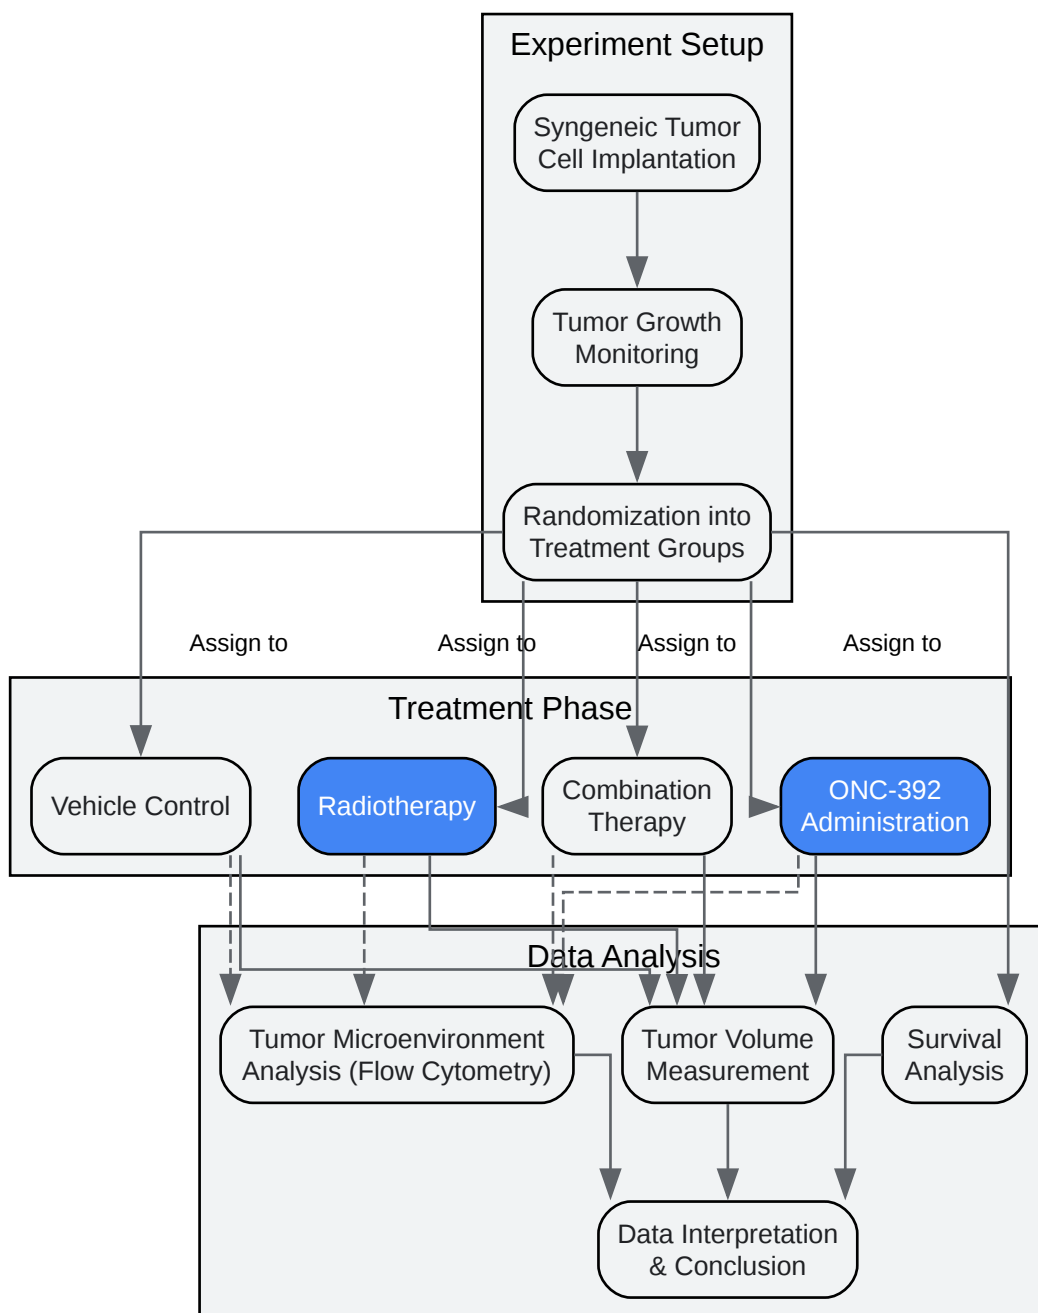 Experiment Setup
Syngeneic Tumor
Cell Implantation
Tumor Growth
Monitoring
Randomization into
Treatment Groups
Assign to
Assign to
Assign to
Assign to
Treatment Phase
Vehicle Control
Radiotherapy
Combination
Therapy
ONC-392
Administration
Data Analysis
Tumor Microenvironment
Analysis (Flow Cytometry)
Tumor Volume
Measurement
Survival
Analysis
Data Interpretation
& Conclusion